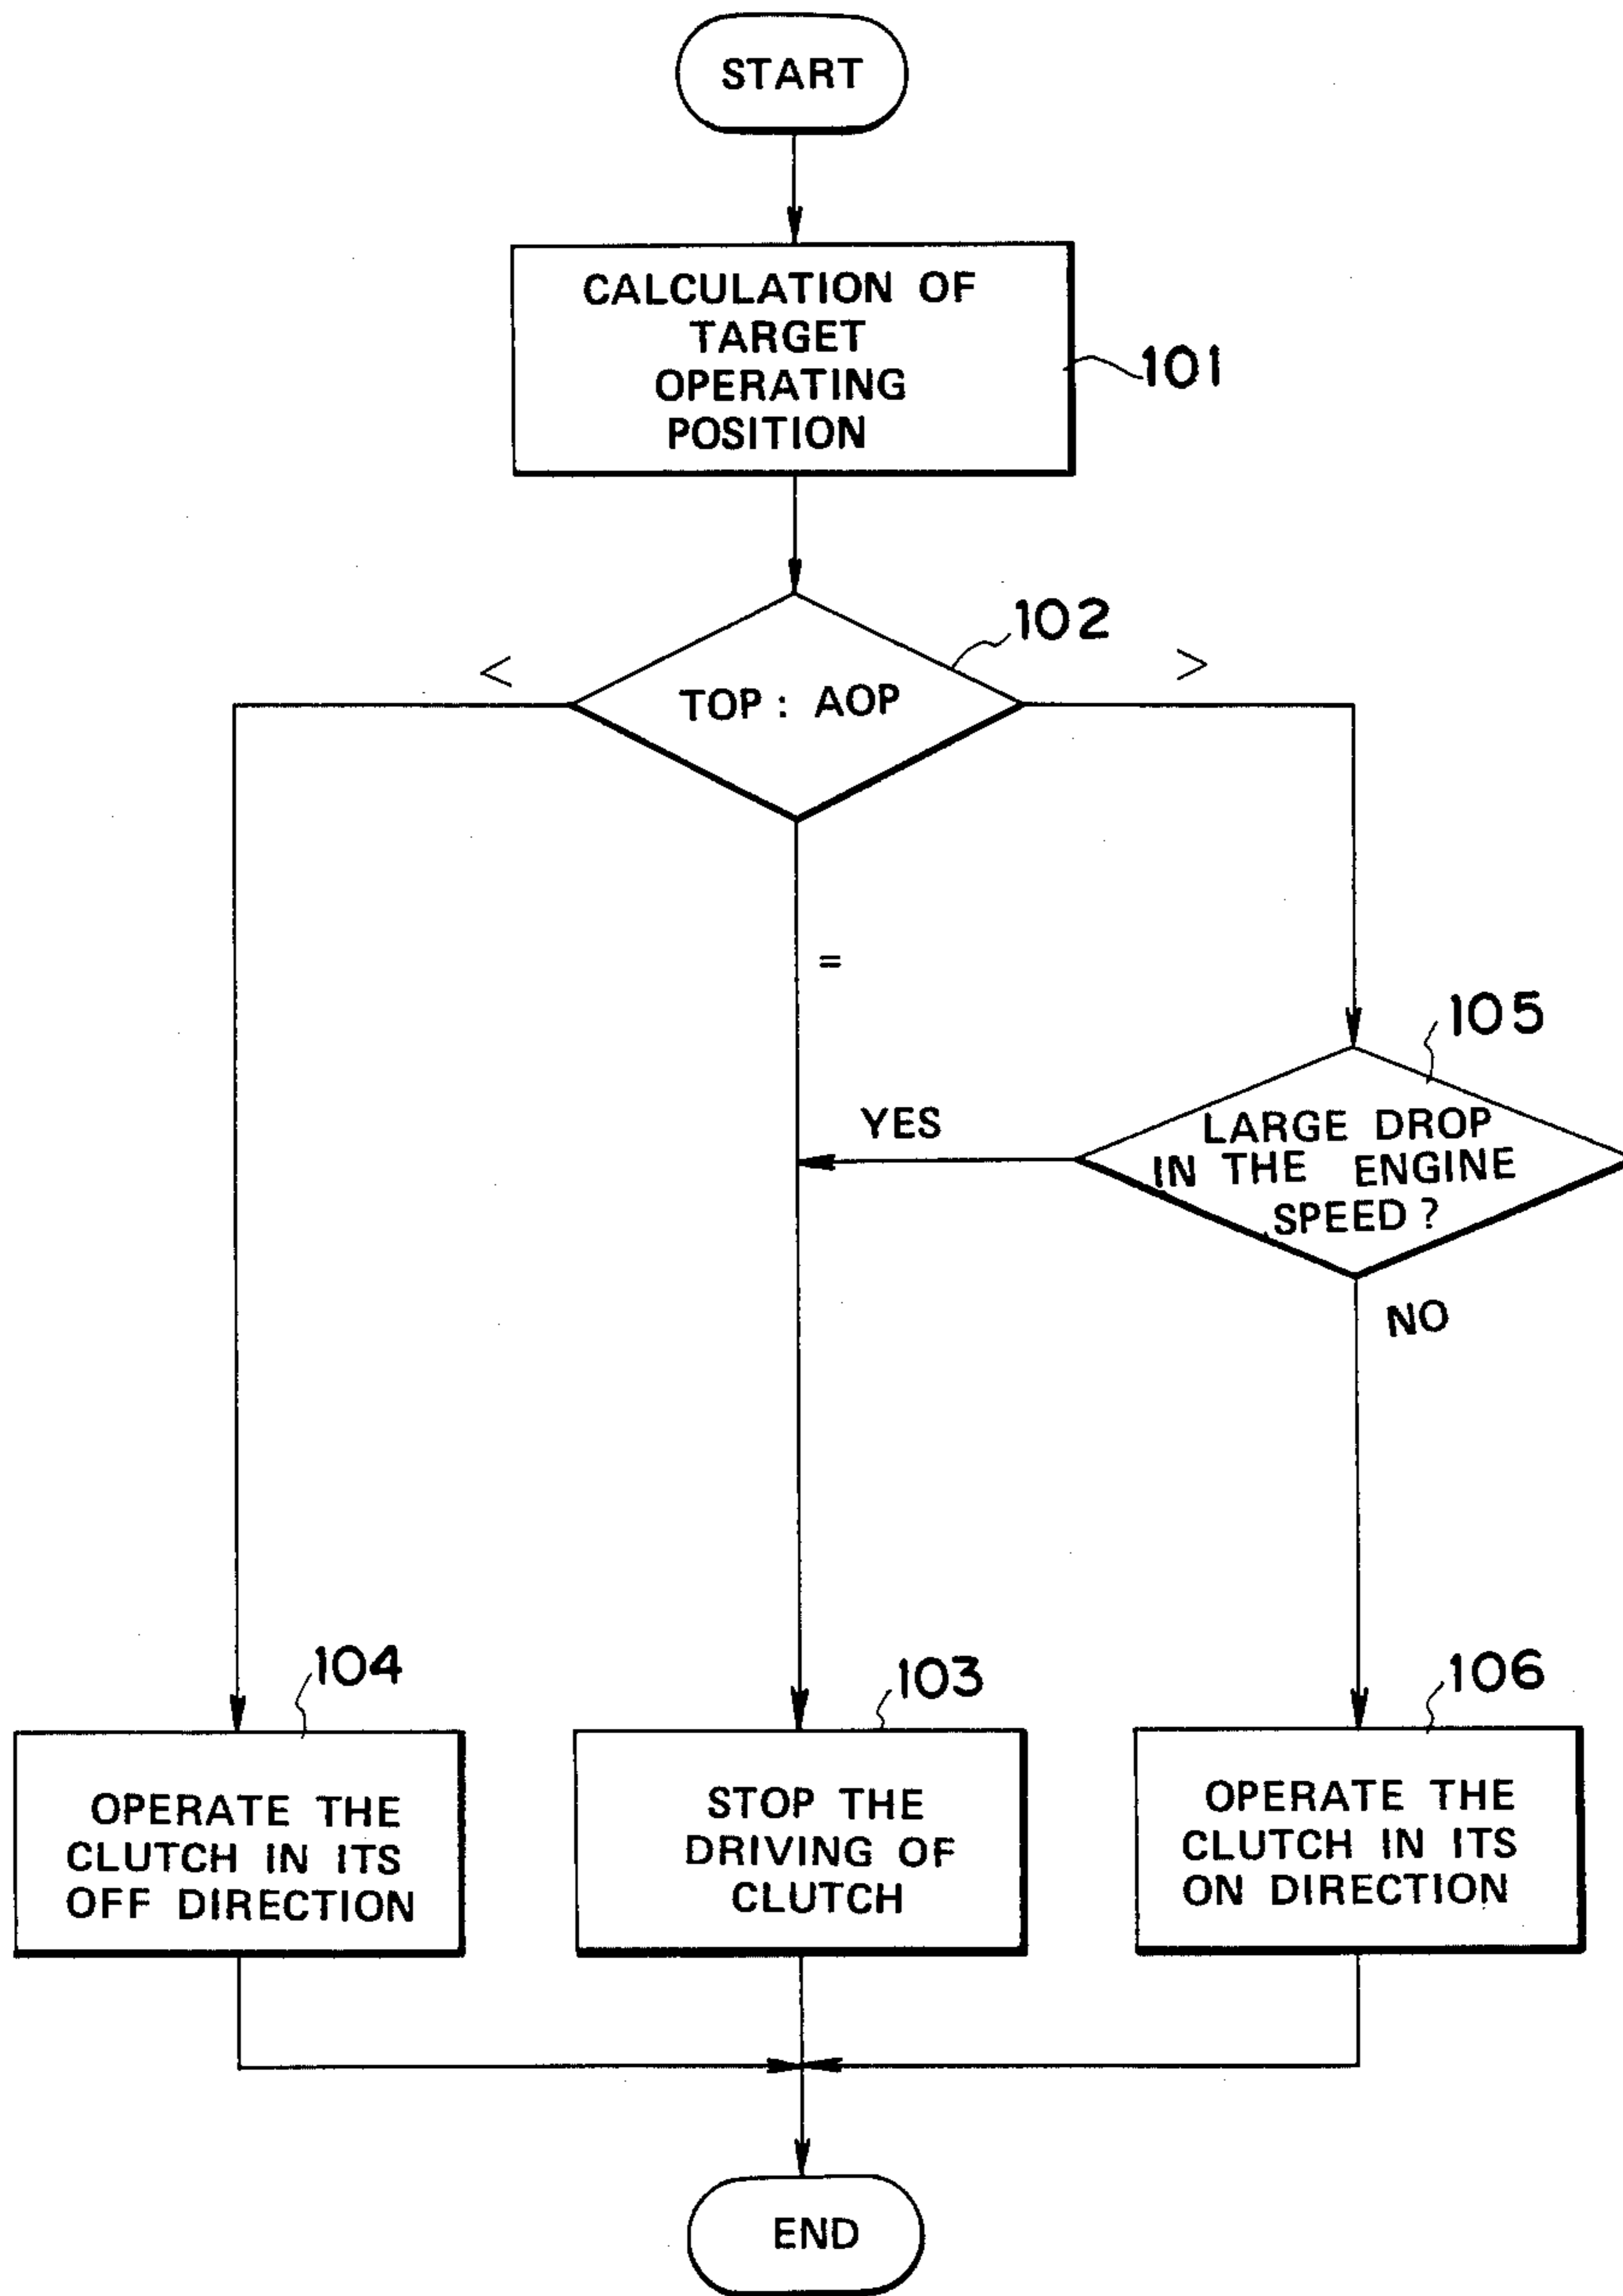 START
CALCULATION OF
TARGET
OPERATING
POSITION
101
102
<
TOP : AOP
>
=
105
YES
LARGE DROP
IN THE ENGINE
SPEED ?
NO
104
OPERATE THE
CLUTCH IN ITS
OFF DIRECTION
103
STOP THE
DRIVING OF
CLUTCH
106
OPERATE THE
CLUTCH IN ITS
ON DIRECTION
END